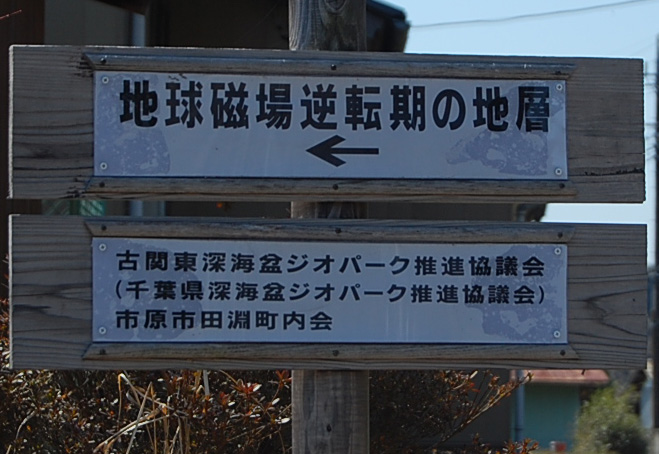 地球磁場逆転期の地層
←
古関東深海盆ジオパーク推進協議会
(千葉県深海盆ジオパーク推進協議会)
市原市田淵町内会